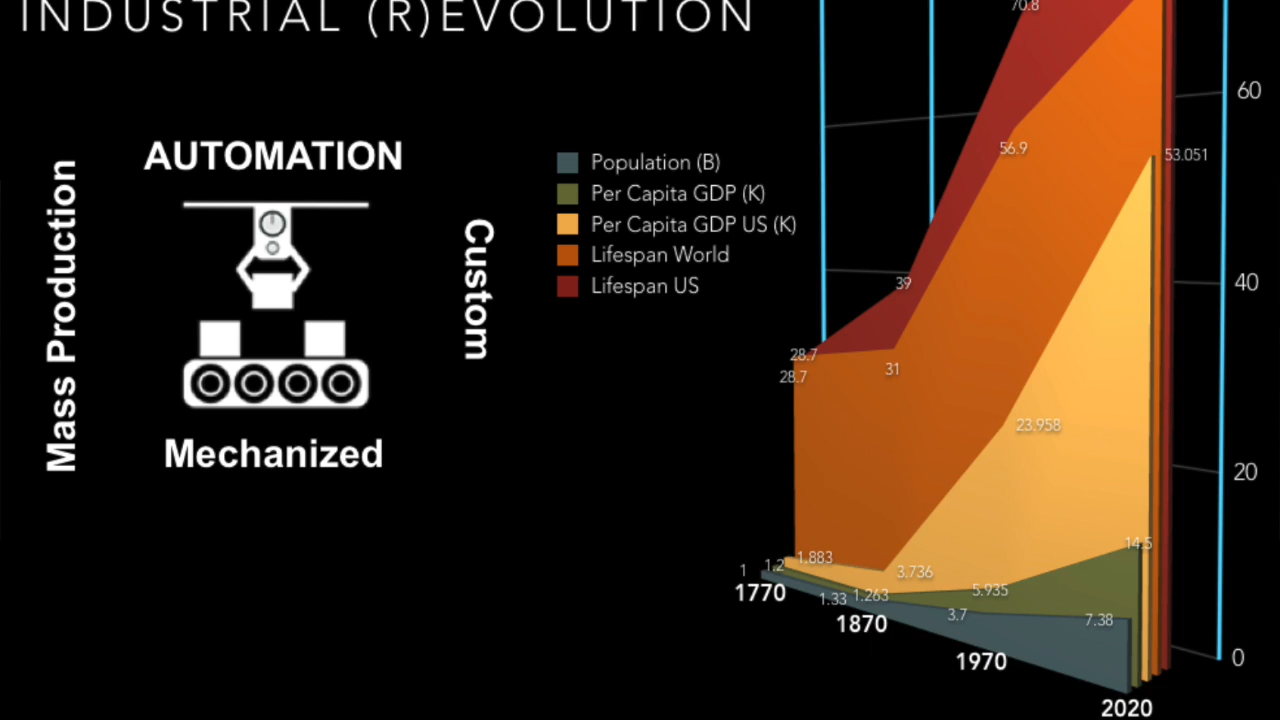 INDUSTRIAL (R)EVOLUTION
AUTOMATION
Mass Production
Custom
Mechanized
Population (B)
Per Capita GDP (K)
Per Capita GDP US (K)
Lifespan World
Lifespan US
70.8
60
56.9
53.051
39
40
28.7
28.7
31
23.958
20
14.5
1
1.2
1.883
3.736
1.33
1.263
5.935
3.7
7.38
0
1770
1870
1970
2020